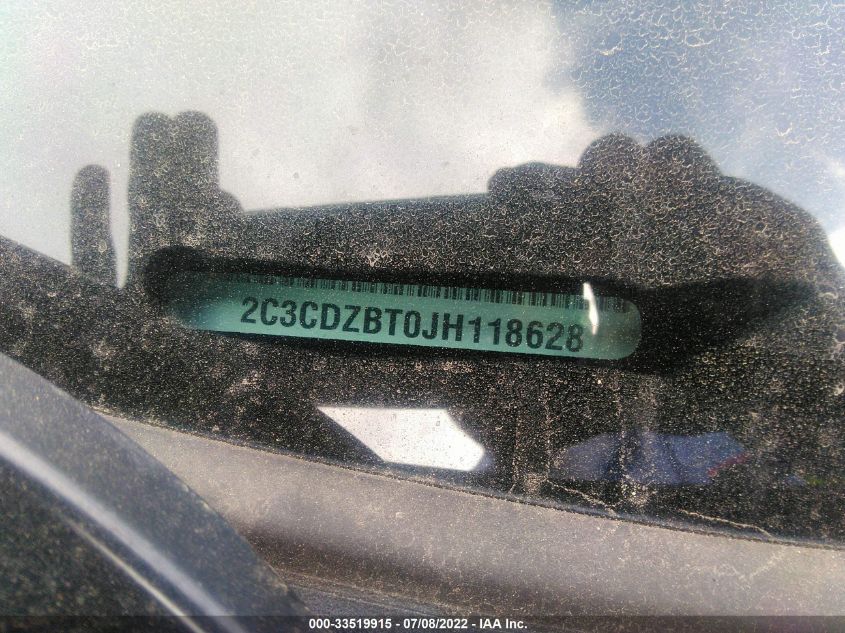 2C3CDZBT0JH118628
000-33519915 - 07/08/2022 - IAA Inc.